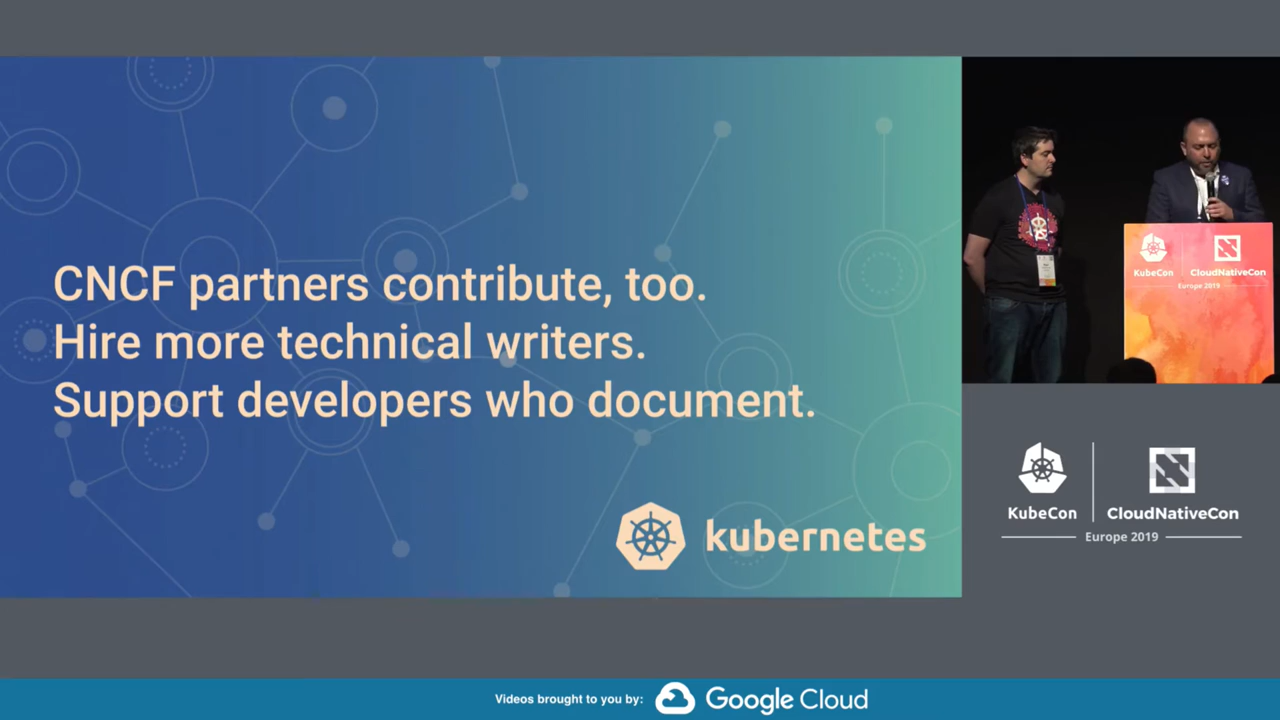 CNCF partners contribute, too.
Hire more technical writers.
Support developers who document.
kubernetes
KubeCon
CloudNativeCon
Europe 2019
KubeCon
CloudNativeCon
Europe 2019
Videos brought to you by:
Google Cloud